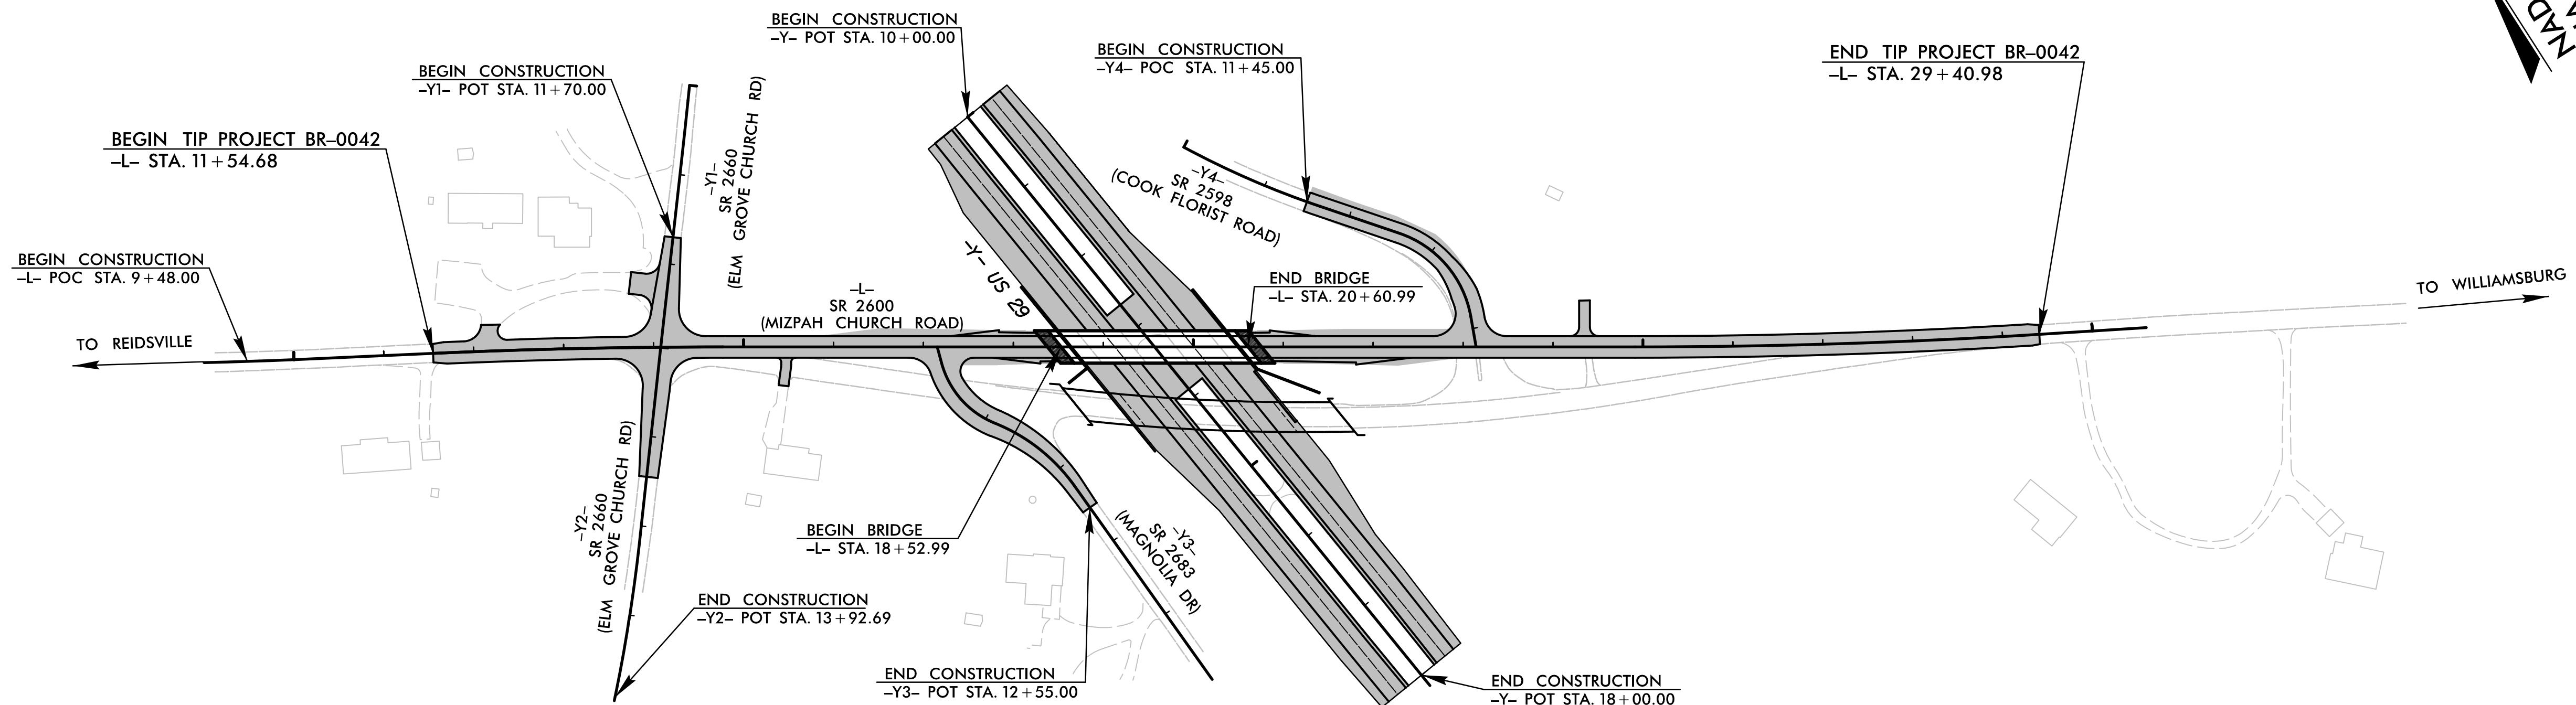 BEGIN CONSTRUCTION
-Y- POT STA. 10+00.00
BEGIN CONSTRUCTION
-Y4- POC STA. 11+45.00
END TIP PROJECT BR-0042
-L- STA. 29+40.98
NAD
BEGIN CONSTRUCTION
-Y1- POT STA. 11+70.00
BEGIN TIP PROJECT BR-0042
-L- STA. 11+54.68
-Y1-
SR 2660
(ELM GROVE CHURCH RD)
-Y4-
SR 2598
(COOK FLORIST ROAD)
BEGIN CONSTRUCTION
-L- POC STA. 9+48.00
-Y- US 29
END BRIDGE
-L- STA. 20+60.99
TO WILLIAMSBURG
-L-
SR 2600
(MIZPAH CHURCH ROAD)
TO REIDSVILLE
-Y2-
SR 2660
(ELM GROVE CHURCH RD)
BEGIN BRIDGE
-L- STA. 18+52.99
-Y3-
SR 2683
(MAGNOLIA DR)
END CONSTRUCTION
-Y2- POT STA. 13+92.69
END CONSTRUCTION
-Y3- POT STA. 12+55.00
END CONSTRUCTION
-Y- POT STA. 18+00.00